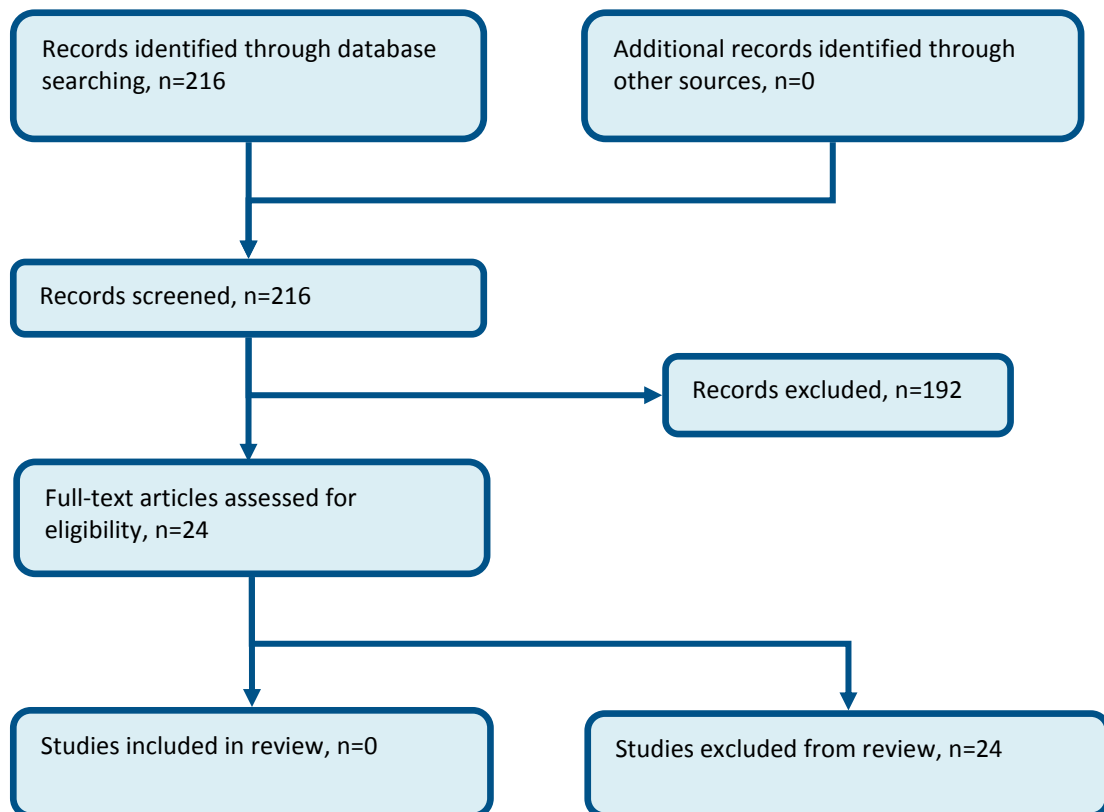 Records identified through database
searching, n=216
Additional records identified through
other sources, n=0
Records screened, n=216
Records excluded, n=192
Full-text articles assessed for
eligibility, n=24
Studies included in review, n=0
Studies excluded from review, n=24